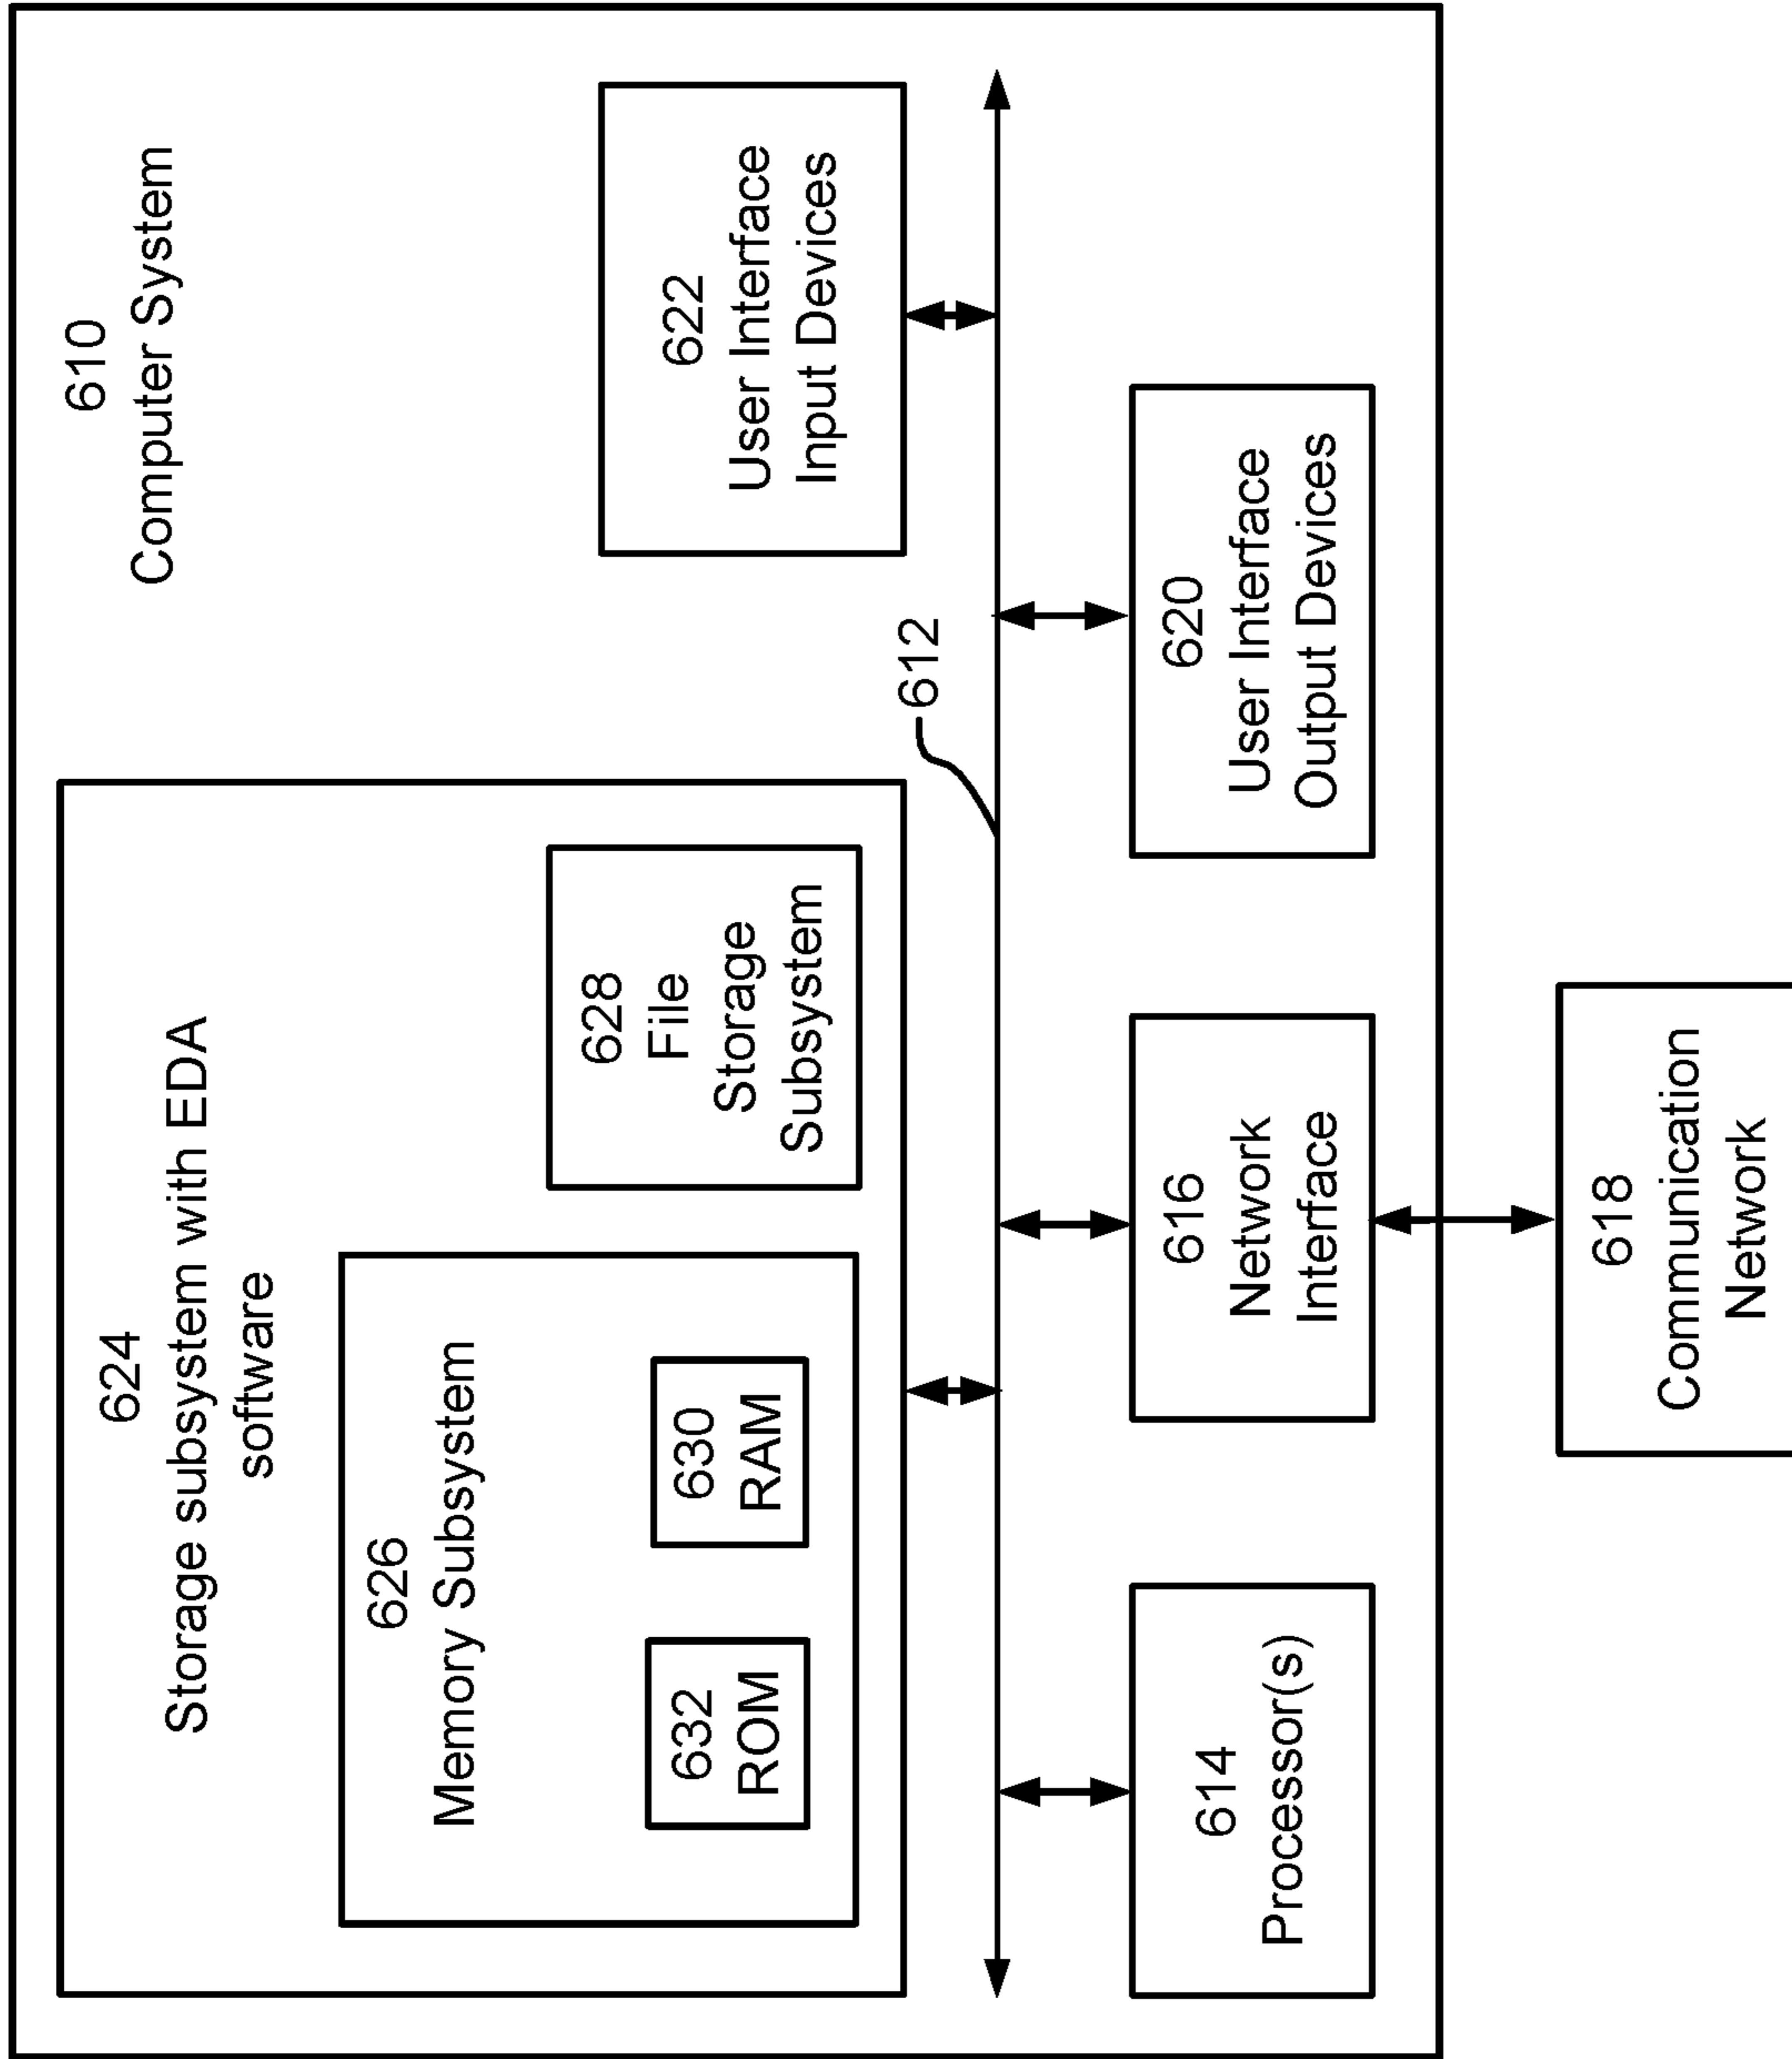 610
Computer System
624
Storage subsystem with EDA
software
626
Memory Subsystem
632
ROM
630
RAM
628
File
Storage
Subsystem
622
User Interface
Input Devices
612
614
Processor(s)
616
Network
Interface
620
User Interface
Output Devices
618
Communication
Network